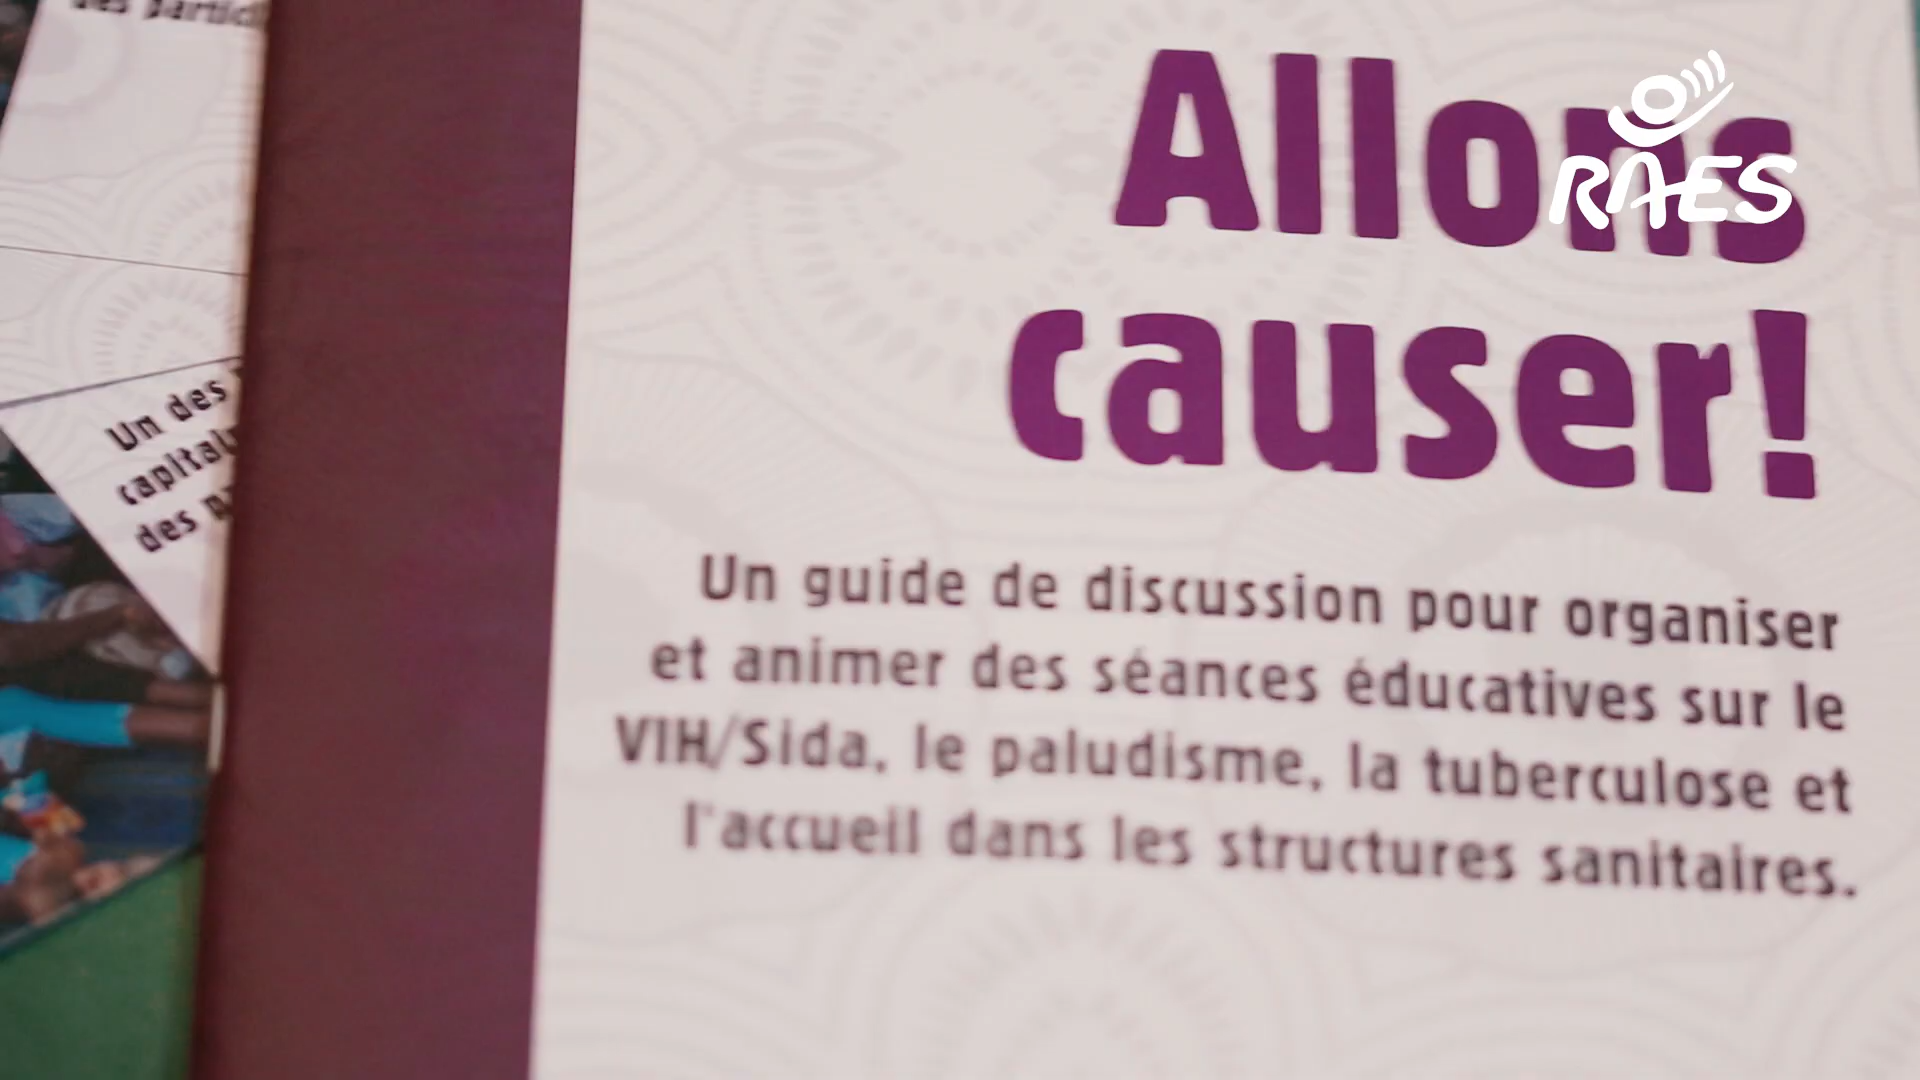 Allons
causer!
RAES
Un guide de discussion pour organiser
et animer des séances éducatives sur le
VIH/Sida, le paludisme, la tuberculose et
l'accueil dans les structures sanitaires.
Un des
des